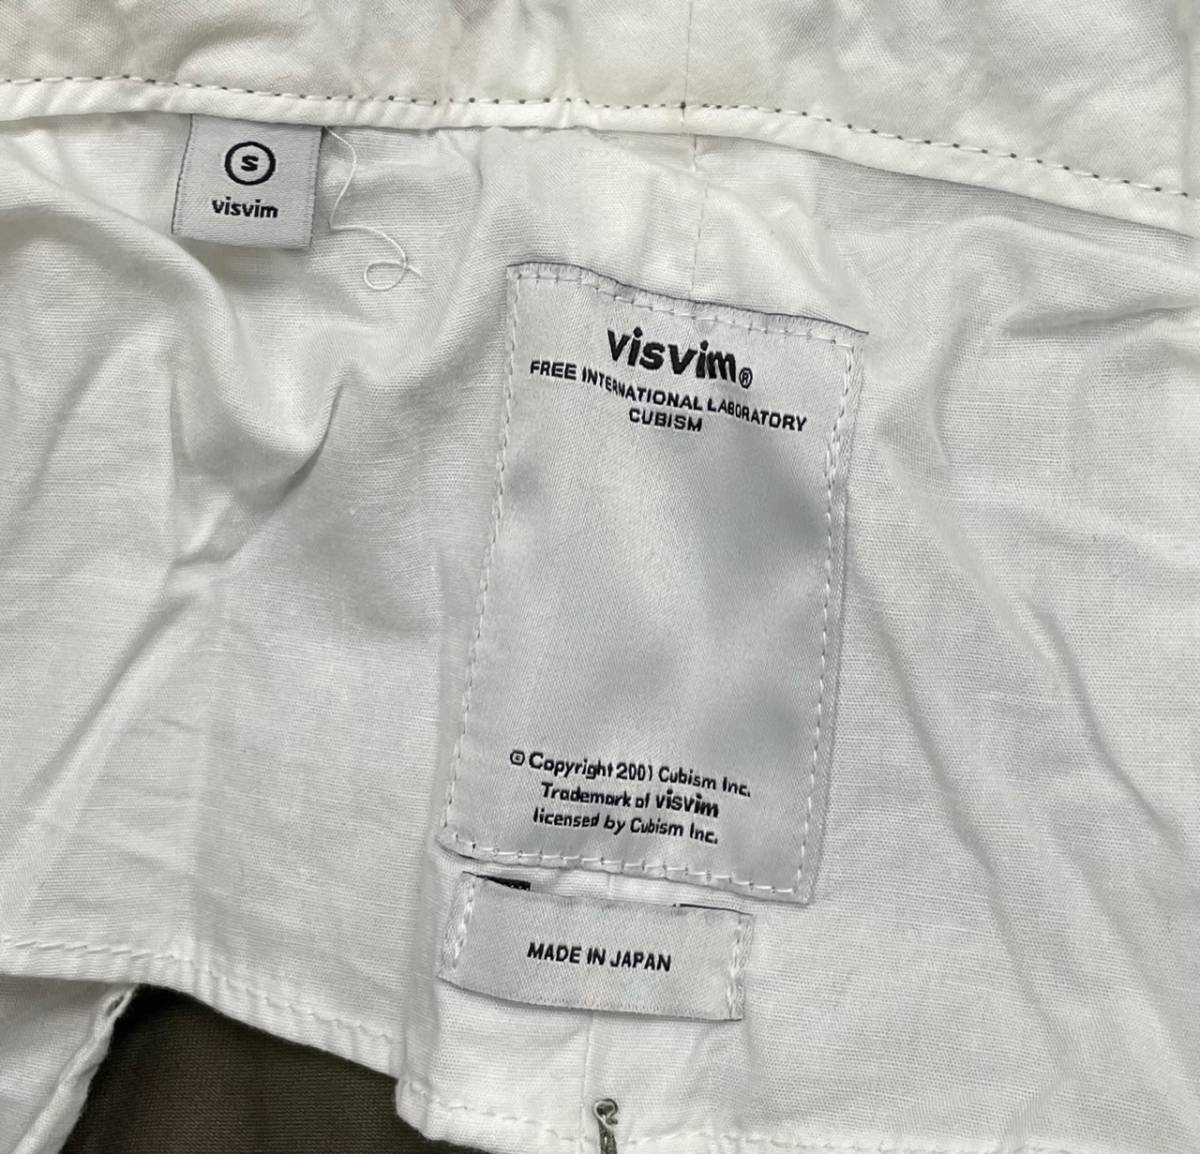 S
visvim
visvim®
FREE INTERNATIONAL LABORATORY
CUBISM
© Copyright 2001 Cubism Inc.
Trademark of visvim
licensed by Cubism Inc.
MADE IN JAPAN